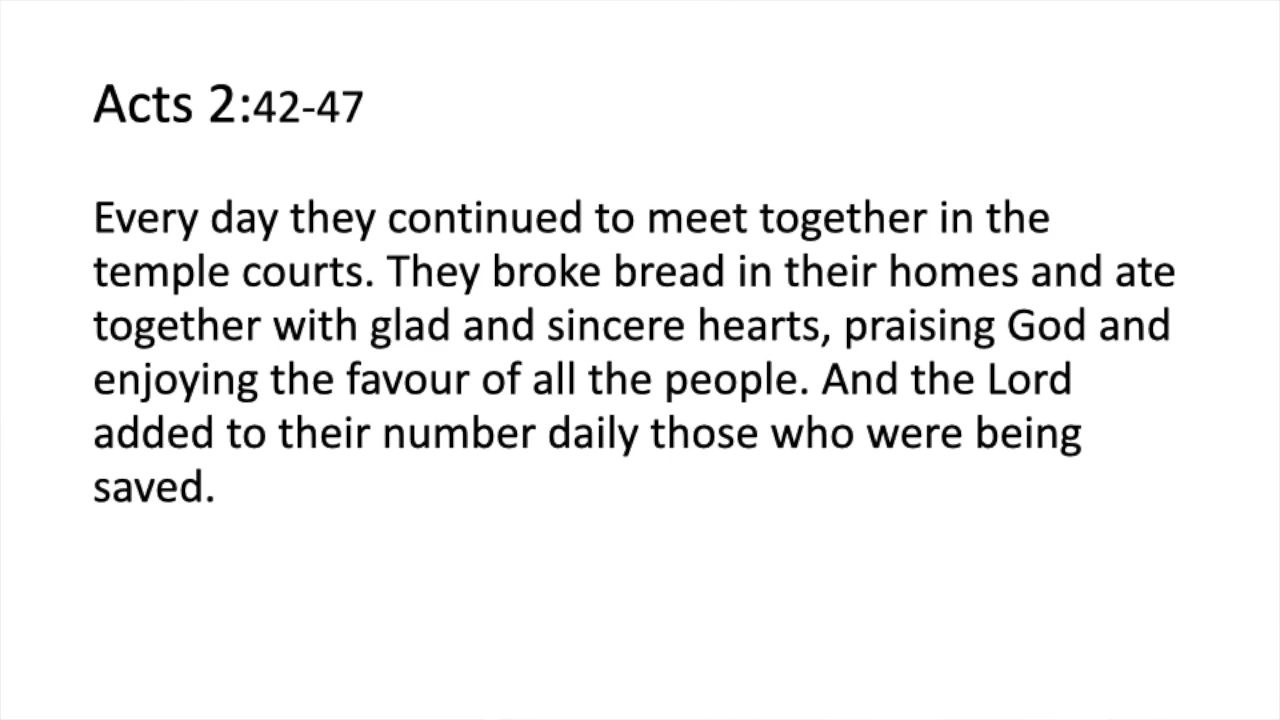 Acts 2:42-47
Every day they continued to meet together in the
temple courts. They broke bread in their homes and ate
together with glad and sincere hearts, praising God and
enjoying the favour of all the people. And the Lord
added to their number daily those who were being
saved.